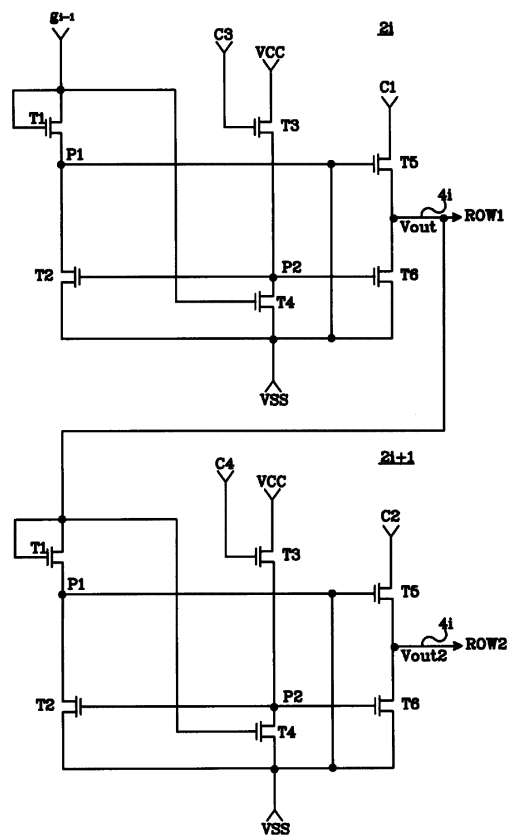 gi-1
2i
C3
VCC
C1
T1
T3
P1
T5
4i
ROW1
Vout
T2
P2
T6
T4
VSS
2i+1
C4
VCC
C2
T1
T3
P1
T5
4i
ROW2
Vout2
T2
P2
T6
T4
VSS